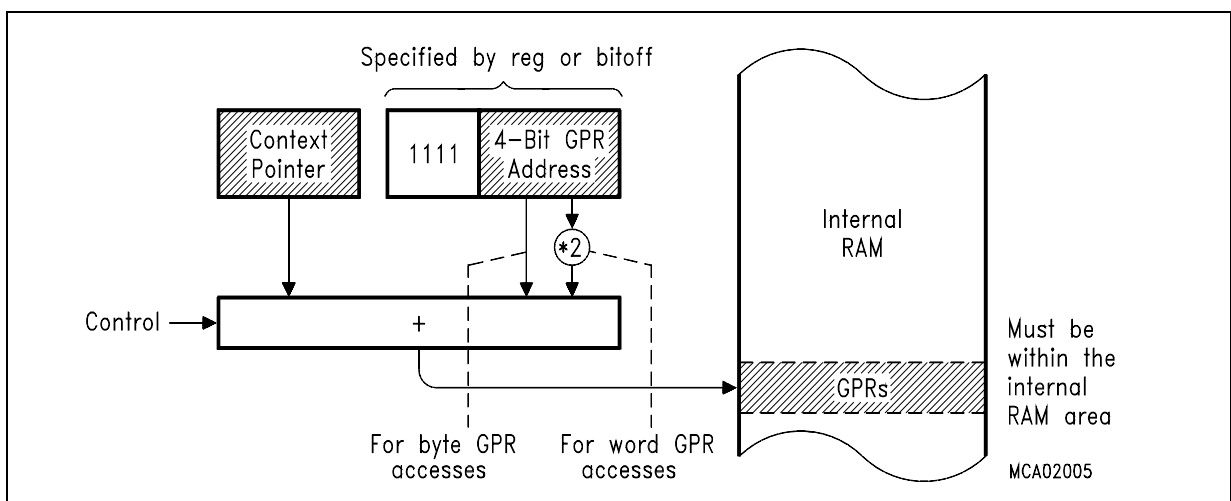 Specified by reg or bitoff
Context
Pointer
1111
4-Bit GPR
Address
*2
Internal
RAM
Control
+
Must be
within the
internal
RAM area
GPRs
For byte GPR
accesses
For word GPR
accesses
MCA02005